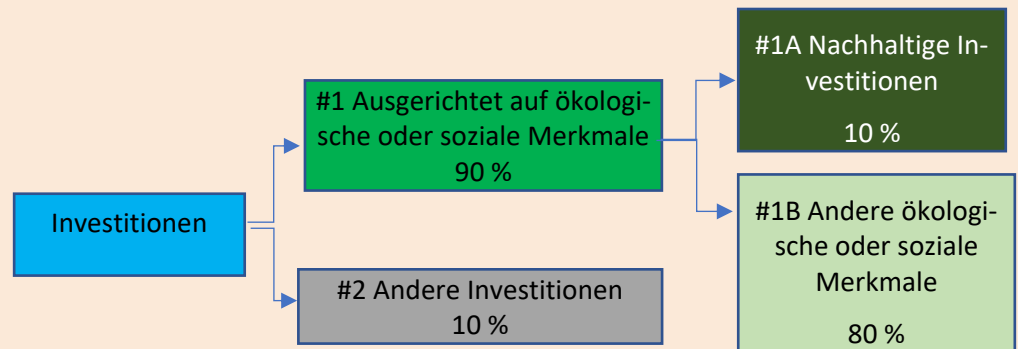 Investitionen
#1 Ausgerichtet auf ökologi-
sche oder soziale Merkmale
90 %
#2 Andere Investitionen
10 %
#1A Nachhaltige In-
vestitionen
10 %
#1B Andere ökologi-
sche oder soziale
Merkmale
80 %